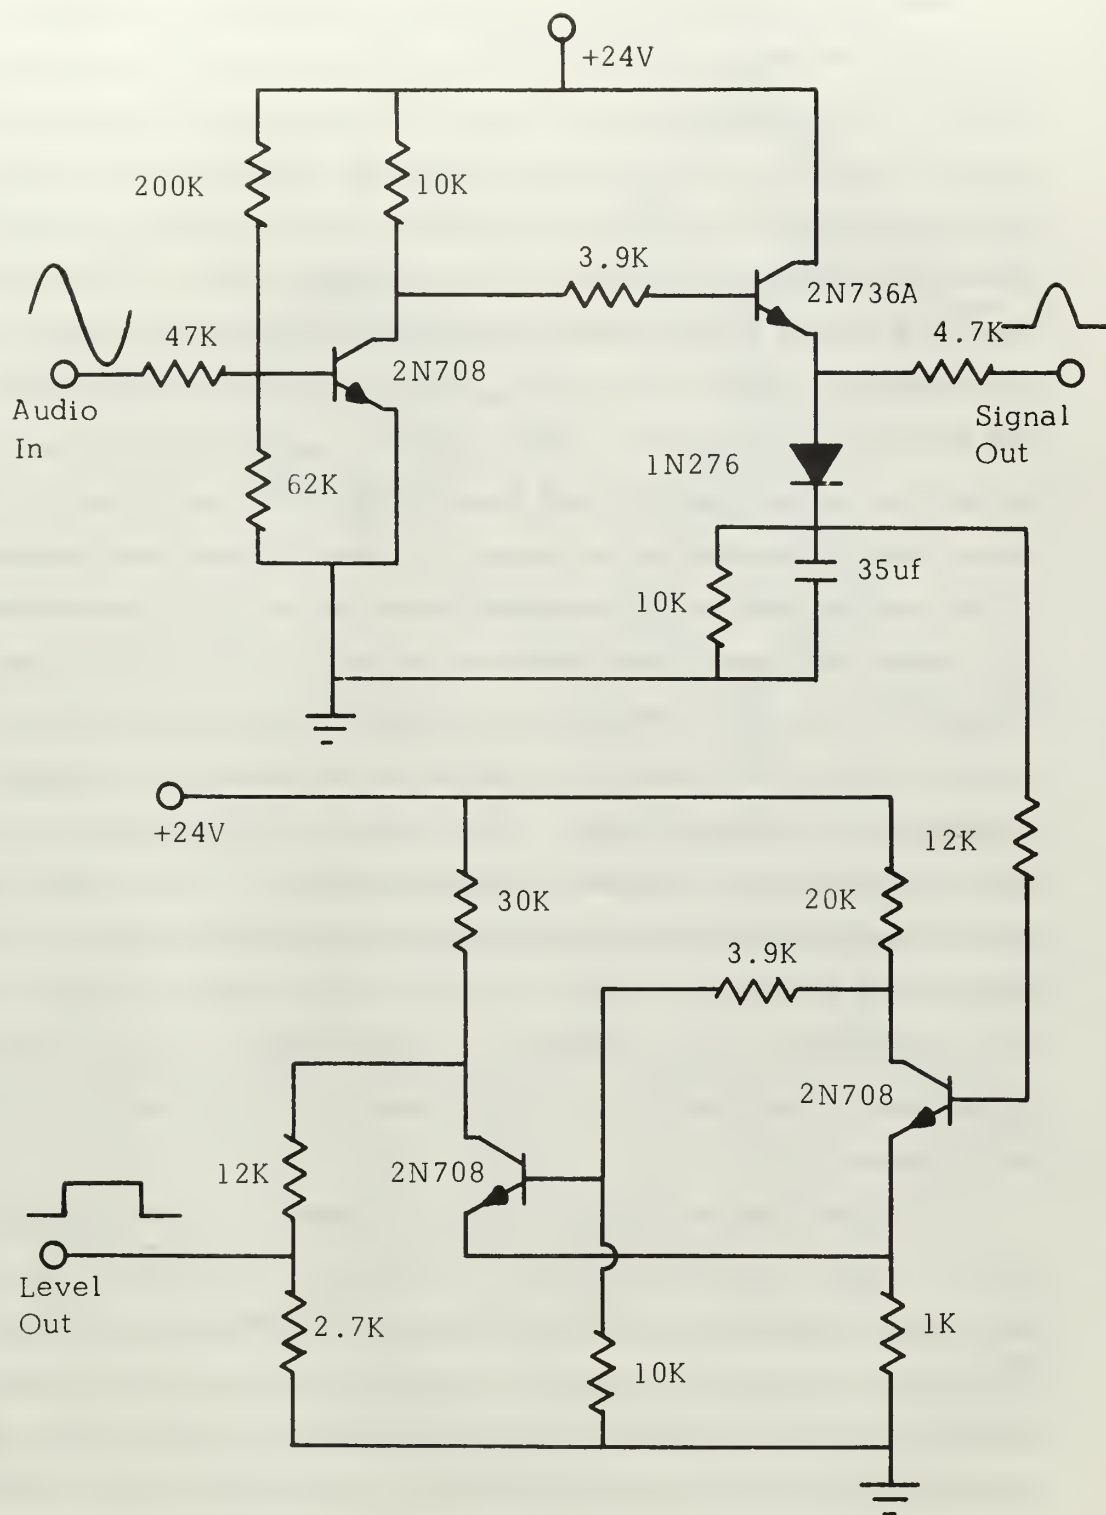 +24V
200K
10K
3.9K
2N736A
47K
2N708
4.7K
Audio
In
Signal
Out
62K
1N276
35uf
10K
+24V
12K
30K
20K
3.9K
2N708
12K
2N708
Level
Out
2.7K
1K
10K